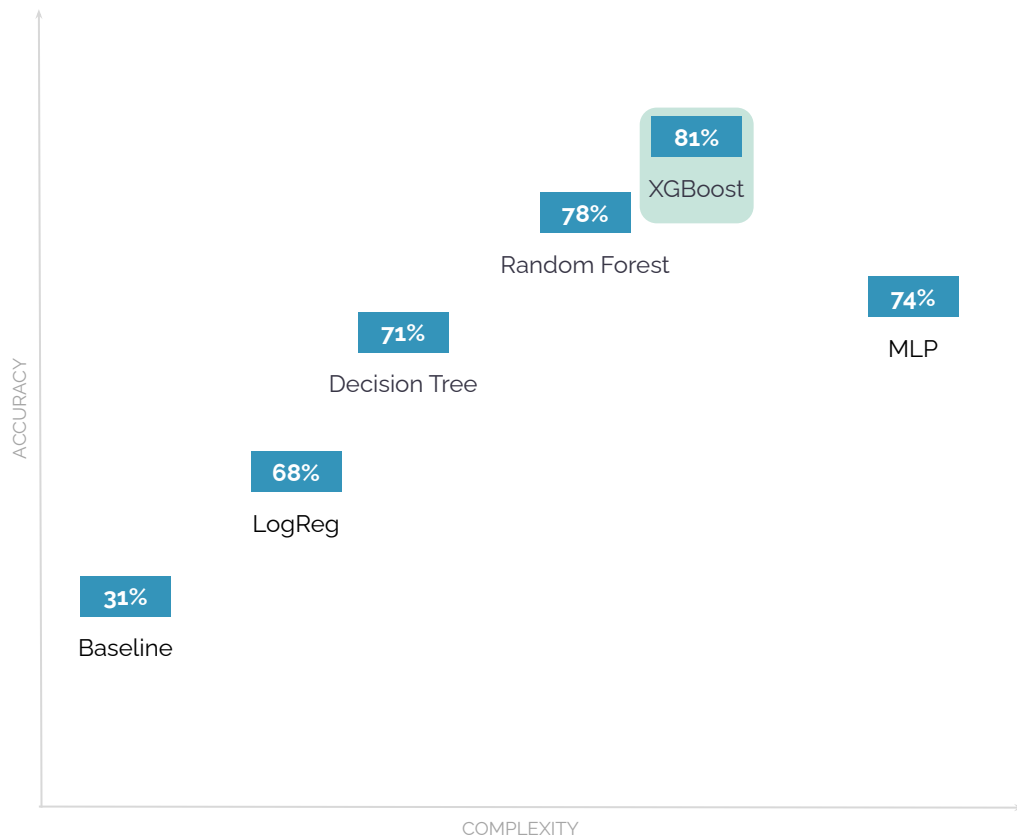 81%
XGBoost
78%
Random Forest
74%
MLP
71%
Decision Tree
68%
LogReg
31%
Baseline
ACCURACY
COMPLEXITY